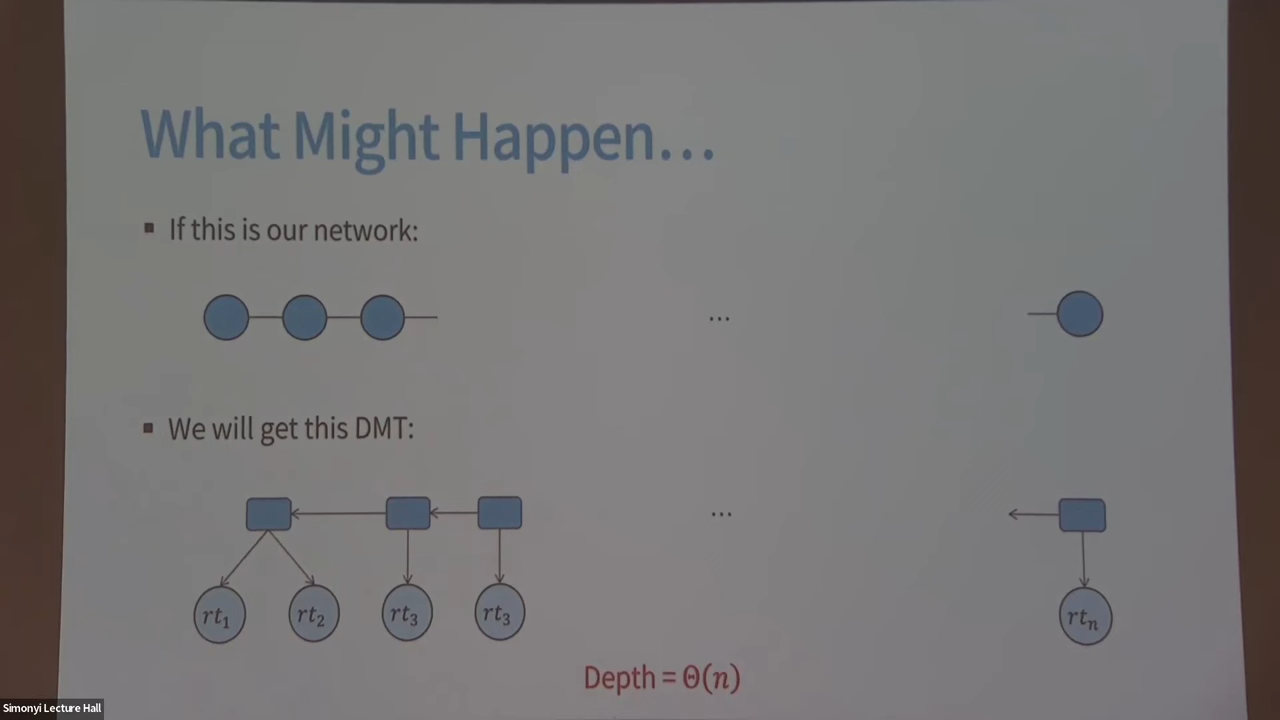 What Might Happen...
▪ If this is our network:
...
▪ We will get this DMT:
...
rt₁ rt₂ rt₃ rt₃ rtₙ
Depth = Θ(n)
Simonyi Lecture Hall